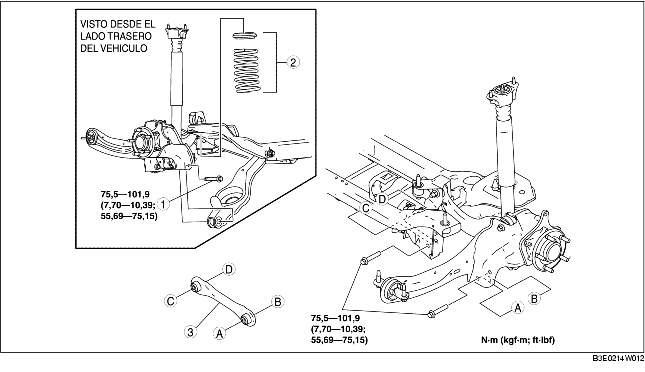 VISTO DESDE EL
LADO TRASERO
DEL VEHICULO
2
75,5—101,9
(7,70—10,39;
55,69—75,15)
1
D
C
D
C
B
3
A
A
B
75,5—101,9
(7,70—10,39;
55,69—75,15)
N·m (kgf·m; ft·lbf)
B3E0214W012